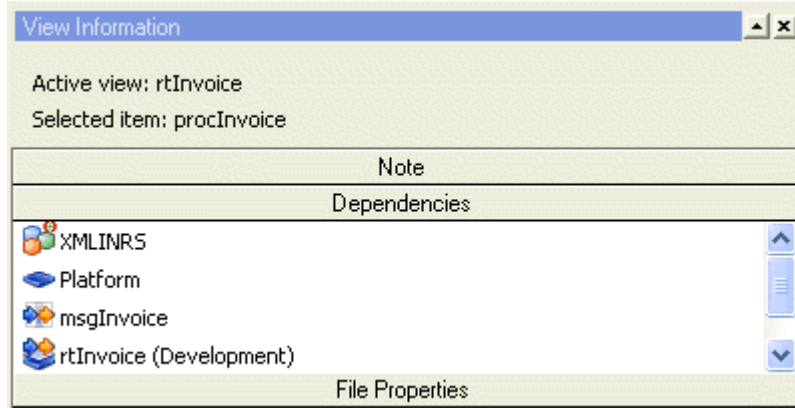 View Information
Active view: rtInvoice
Selected item: procInvoice
Note
Dependencies
XMLINRS
Platform
msgInvoice
rtInvoice (Development)
File Properties